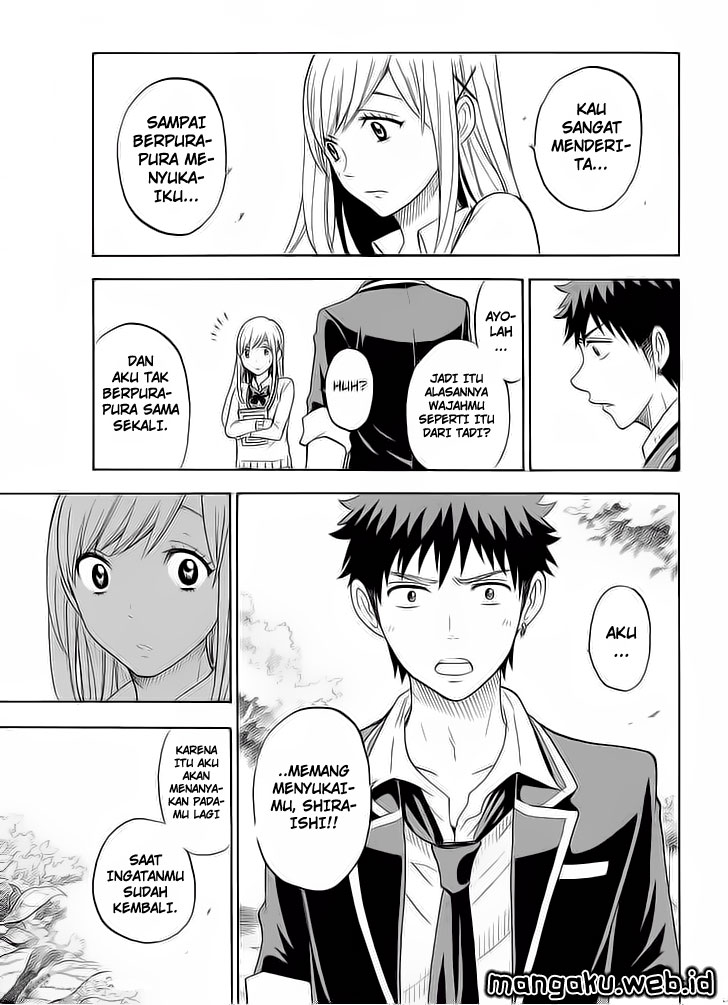 KAU
SANGAT
MENDERI-
TA...
SAMPAI
BERPURA-
PURA ME-
NYUKA-
IKU...
AYO-
LAH
...
JADI ITU
ALASANNYA
WAJAHMU
SEPERTI ITU
DARI TADI?
HUH?
DAN
AKU TAK
BERPURA-
PURA SAMA
SEKALI.
AKU
...
..MEMANG
MENYUKAI-
MU, SHIRA-
ISHI!!
KARENA
ITU AKU
AKAN
MENANYA-
KAN PADA-
MU LAGI
SAAT
INGATANMU
SUDAH
KEMBALI.
mangaku.web.id